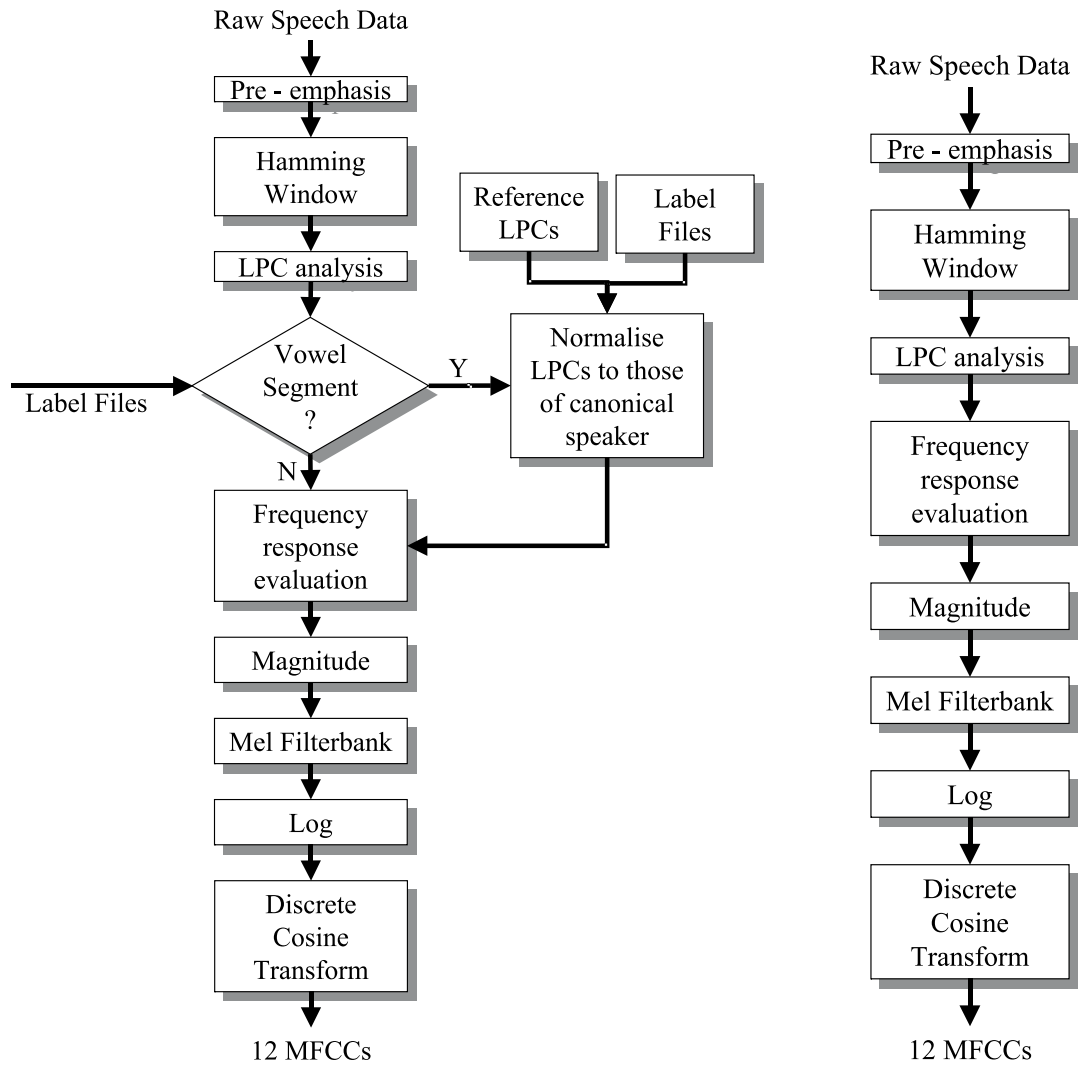 Raw Speech Data
Pre - emphasis
Hamming
Window
LPC analysis
Vowel
Segment
?
Label Files
Y
N
Reference
LPCs
Label
Files
Normalise
LPCs to those
of canonical
speaker
Frequency
response
evaluation
Magnitude
Mel Filterbank
Log
Discrete
Cosine
Transform
12 MFCCs
Raw Speech Data
Pre - emphasis
Hamming
Window
LPC analysis
Frequency
response
evaluation
Magnitude
Mel Filterbank
Log
Discrete
Cosine
Transform
12 MFCCs